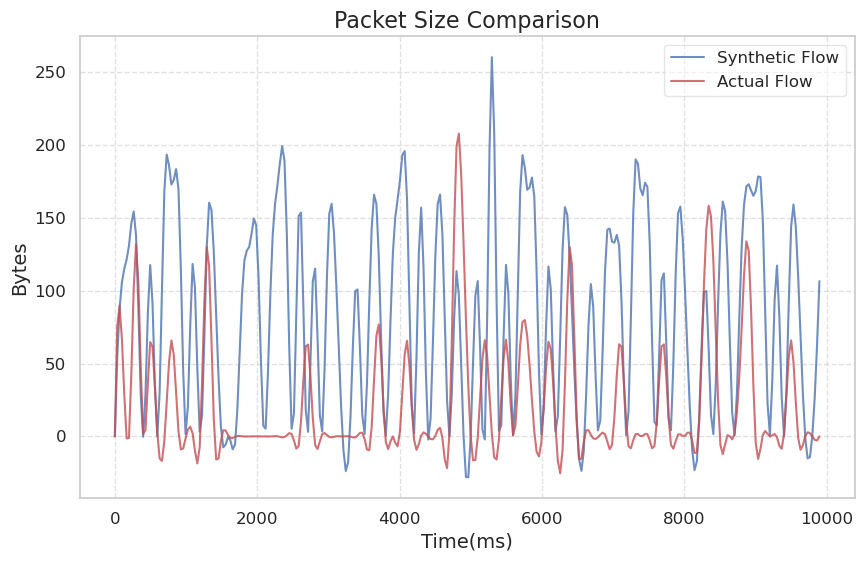 Packet Size Comparison
Synthetic Flow
Actual Flow
Bytes
250
200
150
100
50
0
0 2000 4000 6000 8000 10000
Time(ms)